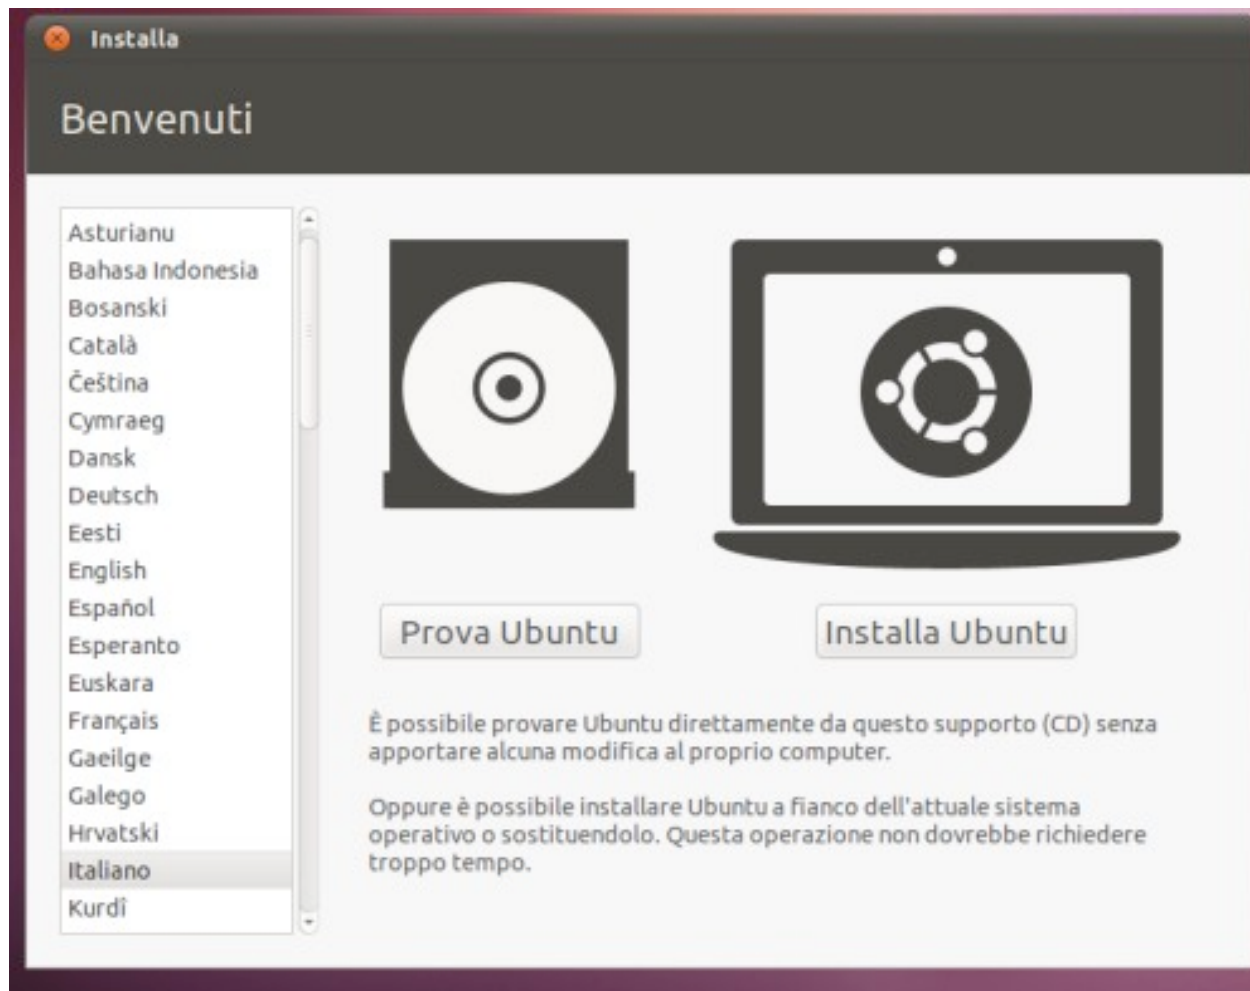 Installa
Benvenuti
Asturianu
Bahasa Indonesia
Bosanski
Català
Čeština
Cymraeg
Dansk
Deutsch
Eesti
English
Español
Esperanto
Euskara
Français
Gaeilge
Galego
Hrvatski
Italiano
Kurdî
Prova Ubuntu
Installa Ubuntu
È possibile provare Ubuntu direttamente da questo supporto (CD) senza
apportare alcuna modifica al proprio computer.
Oppure è possibile installare Ubuntu a fianco dell'attuale sistema
operativo o sostituendolo. Questa operazione non dovrebbe richiedere
troppo tempo.